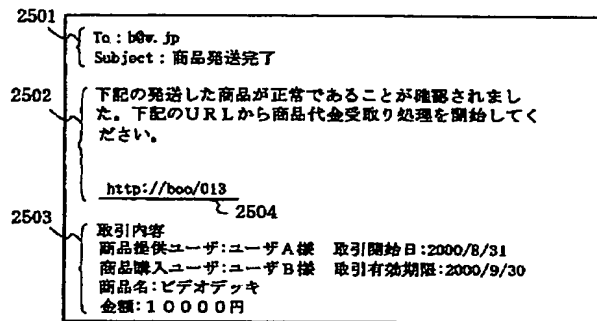 2501
To:b@w.jp
Subject:商品発送完了
2502
下記の発送した商品が正常であることが確認されまし
た。下記のURLから商品代金受取り処理を開始してく
ださい。
http://boo/013
2504
2503
取引内容
商品提供ユーザ:ユーザA様 取引開始日:2000/8/31
商品購入ユーザ:ユーザB様 取引有効期限:2000/9/30
商品名:ビデオデッキ
金額:10000円